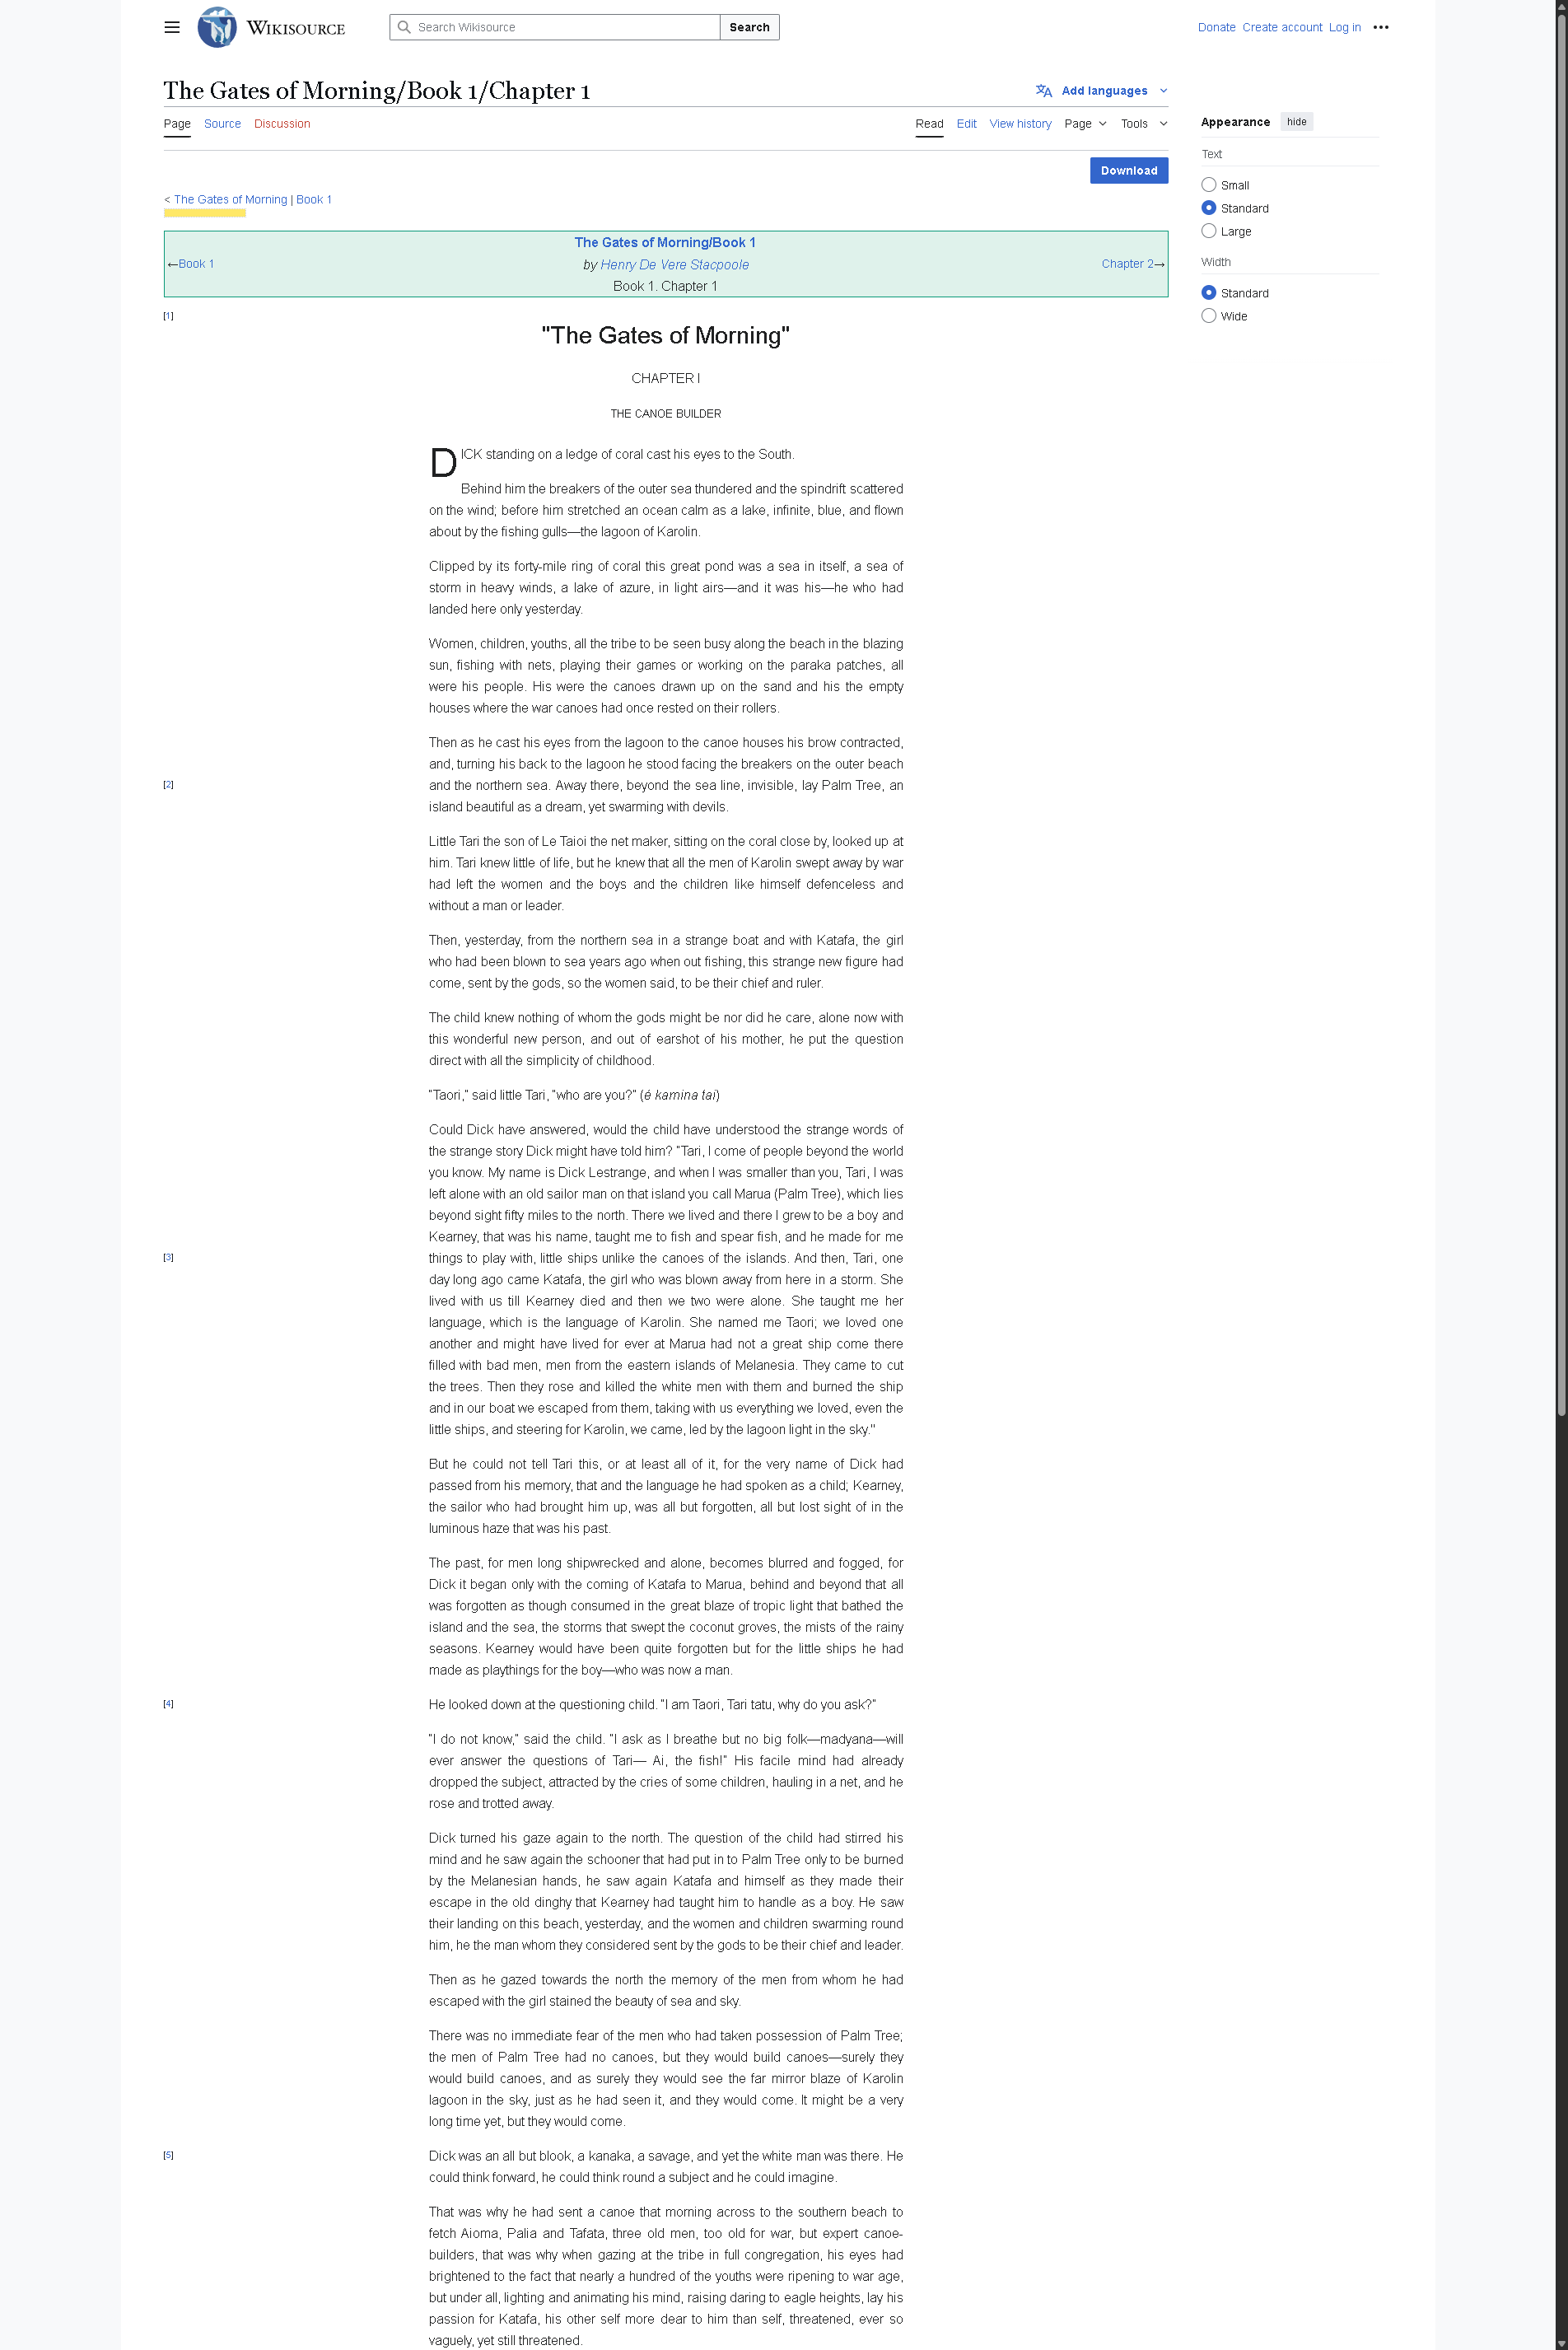 WIKISOURCE
Search Wikisource
Search
Donate Create account Log in
The Gates of Morning/Book 1/Chapter 1
Add languages
Page Source Discussion
Read Edit View history Page Tools
Download
< The Gates of Morning | Book 1
The Gates of Morning/Book 1
←Book 1
by Henry De Vere Stacpoole
Chapter 2→
Book 1. Chapter 1
Appearance hide
Text
Small
Standard
Large
Width
Standard
Wide
[1]
"The Gates of Morning"
CHAPTER I
THE CANOE BUILDER
DICK standing on a ledge of coral cast his eyes to the South.
Behind him the breakers of the outer sea thundered and the spindrift scattered
on the wind; before him stretched an ocean calm as a lake, infinite, blue, and flown
about by the fishing gulls—the lagoon of Karolin.
Clipped by its forty-mile ring of coral this great pond was a sea in itself, a sea of
storm in heavy winds, a lake of azure, in light airs—and it was his—he who had
landed here only yesterday.
Women, children, youths, all the tribe to be seen busy along the beach in the blazing
sun, fishing with nets, playing their games or working on the paraka patches, all
were his people. His were the canoes drawn up on the sand and his the empty
houses where the war canoes had once rested on their rollers.
Then as he cast his eyes from the lagoon to the canoe houses his brow contracted,
and, turning his back to the lagoon he stood facing the breakers on the outer beach
[2]
and the northern sea. Away there, beyond the sea line, invisible, lay Palm Tree, an
island beautiful as a dream, yet swarming with devils.
Little Tari the son of Le Taioi the net maker, sitting on the coral close by, looked up at
him. Tari knew little of life, but he knew that all the men of Karolin swept away by war
had left the women and the boys and the children like himself defenceless and
without a man or leader.
Then, yesterday, from the northern sea in a strange boat and with Katafa, the girl
who had been blown to sea years ago when out fishing, this strange new figure had
come, sent by the gods, so the women said, to be their chief and ruler.
The child knew nothing of whom the gods might be nor did he care, alone now with
this wonderful new person, and out of earshot of his mother, he put the question
direct with all the simplicity of childhood.
"Taori," said little Tari, "who are you?" (é kamina tai)
Could Dick have answered, would the child have understood the strange words of
the strange story Dick might have told him? "Tari, I come of people beyond the world
you know. My name is Dick Lestrange, and when I was smaller than you, Tari, I was
left alone with an old sailor man on that island you call Marua (Palm Tree), which lies
beyond sight fifty miles to the north. There we lived and there I grew to be a boy and
Kearney, that was his name, taught me to fish and spear fish, and he made for me
[3]
things to play with, little ships unlike the canoes of the islands. And then, Tari, one
day long ago came Katafa, the girl who was blown away from here in a storm. She
lived with us till Kearney died and then we two were alone. She taught me her
language, which is the language of Karolin. She named me Taori; we loved one
another and might have lived for ever at Marua had not a great ship come there
filled with bad men, men from the eastern islands of Melanesia. They came to cut
the trees. Then they rose and killed the white men with them and burned the ship
and in our boat we escaped from them, taking with us everything we loved, even the
little ships, and steering for Karolin, we came, led by the lagoon light in the sky."
But he could not tell Tari this, or at least all of it, for the very name of Dick had
passed from his memory, that and the language he had spoken as a child; Kearney,
the sailor who had brought him up, was all but forgotten, all but lost sight of in the
luminous haze that was his past.
The past, for men long shipwrecked and alone, becomes blurred and fogged, for
Dick it began only with the coming of Katafa to Marua, behind and beyond that all
was forgotten as though consumed in the great blaze of tropic light that bathed the
island and the sea, the storms that swept the coconut groves, the mists of the rainy
seasons. Kearney would have been quite forgotten but for the little ships he had
made as playthings for the boy—who was now a man.
[4]
He looked down at the questioning child. "I am Taori, Tari tatu, why do you ask?"
"I do not know," said the child. "I ask as I breathe but no big folk—madyana—will
ever answer the questions of Tari— Ai, the fish!" His facile mind had already
dropped the subject, attracted by the cries of some children, hauling in a net, and he
rose and trotted away.
Dick turned his gaze again to the north. The question of the child had stirred his
mind and he saw again the schooner that had put in to Palm Tree only to be burned
by the Melanesian hands, he saw again Katafa and himself as they made their
escape in the old dinghy that Kearney had taught him to handle as a boy. He saw
their landing on this beach, yesterday, and the women and children swarming round
him, he the man whom they considered sent by the gods to be their chief and leader.
Then as he gazed towards the north the memory of the men from whom he had
escaped with the girl stained the beauty of sea and sky.
There was no immediate fear of the men who had taken possession of Palm Tree;
the men of Palm Tree had no canoes, but they would build canoes—surely they
would build canoes, and as surely they would see the far mirror blaze of Karolin
lagoon in the sky, just as he had seen it, and they would come. It might be a very
long time yet, but they would come.
[5]
Dick was an all but blook, a kanaka, a savage, and yet the white man was there. He
could think forward, he could think round a subject and he could imagine.
That was why he had sent a canoe that morning across to the southern beach to
fetch Aioma, Palia and Tafata, three old men, too old for war, but expert canoe-
builders, that was why when gazing at the tribe in full congregation, his eyes had
brightened to the fact that nearly a hundred of the youths were ripening to war age,
but under all, lighting and animating his mind, raising daring to eagle heights, lay his
passion for Katafa, his other self more dear to him than self, threatened, ever so
vaguely, yet still threatened.